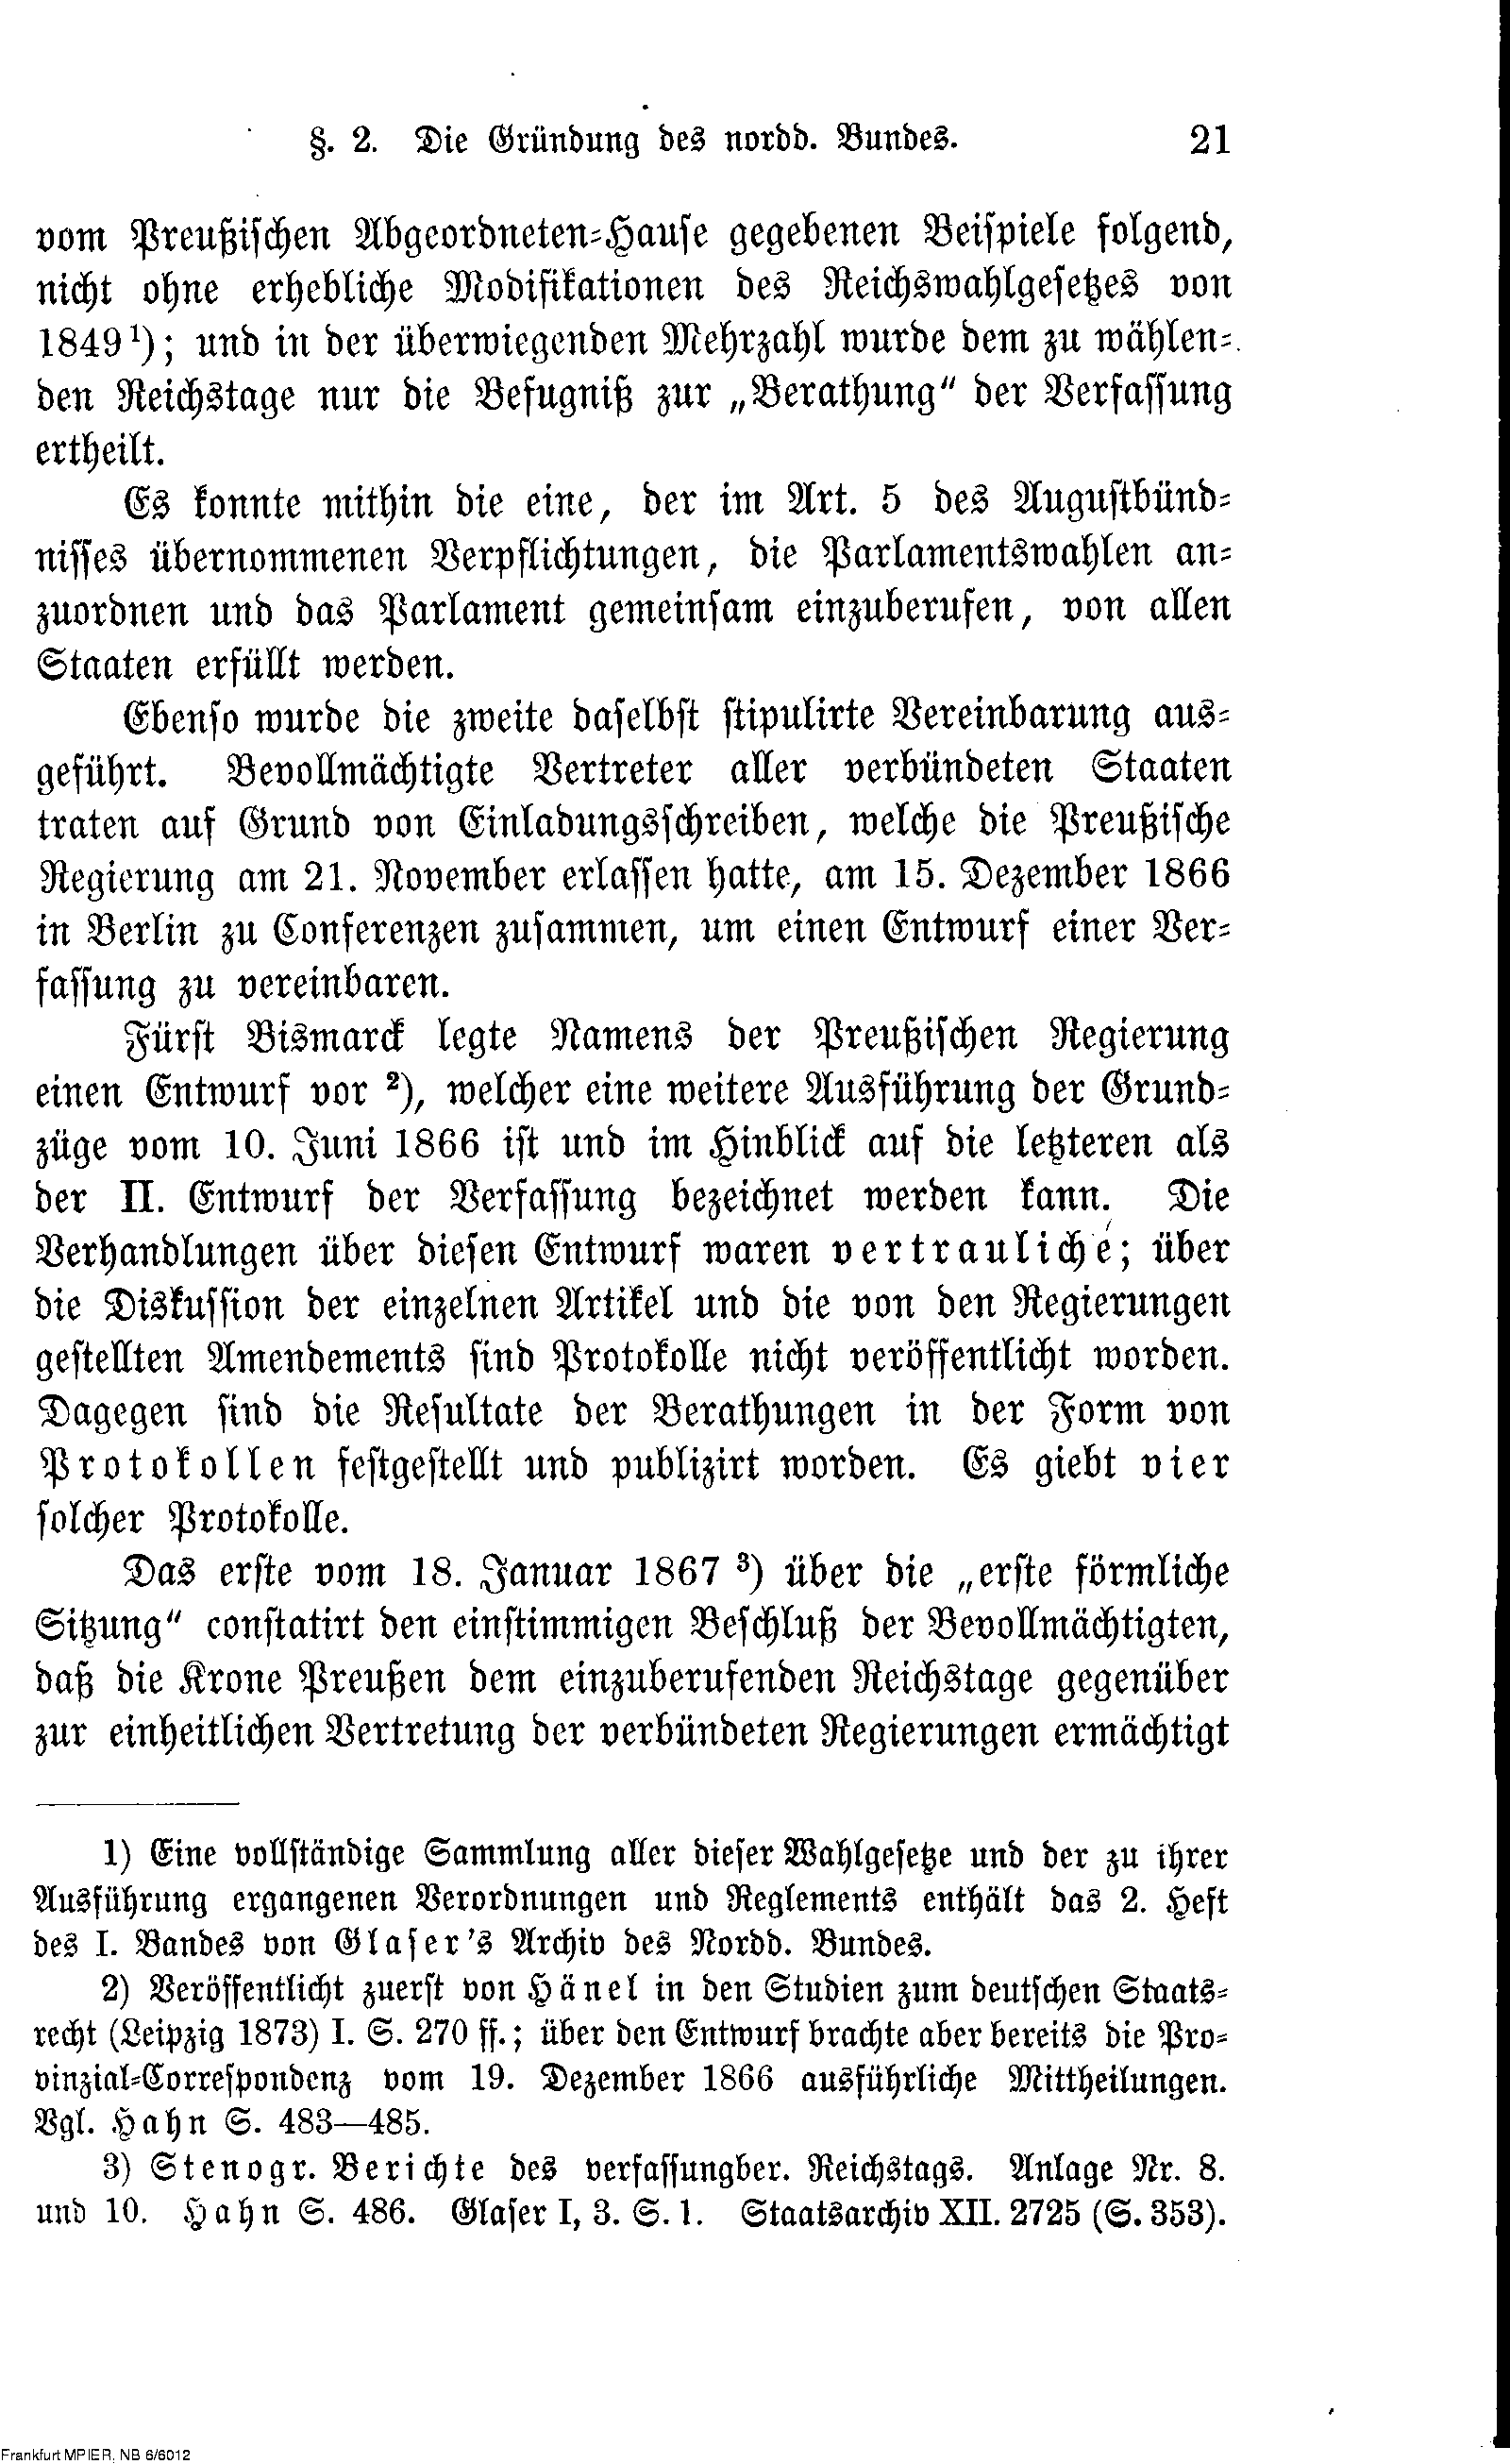 §. 2. Die Gründung des nordd. Bundes. 21
vom Preußischen Abgeordneten-Hause gegebenen Beispiele folgend,
nicht ohne erhebliche Modifikationen des Reichswahlgesetzes von
1849 1); und in der überwiegenden Mehrzahl wurde dem zu wählen-
den Reichstage nur die Befugniß zur „Berathung“ der Verfassung
ertheilt.
Es konnte mithin die eine, der im Art. 5 des Augustbünd-
nisses übernommenen Verpflichtungen, die Parlamentswahlen an-
zuordnen und das Parlament gemeinsam einzuberufen, von allen
Staaten erfüllt werden.
Ebenso wurde die zweite daselbst stipulirte Vereinbarung aus-
geführt. Bevollmächtigte Vertreter aller verbündeten Staaten
traten auf Grund von Einladungsschreiben, welche die Preußische
Regierung am 21. November erlassen hatte, am 15. Dezember 1866
in Berlin zu Conferenzen zusammen, um einen Entwurf einer Ver-
fassung zu vereinbaren.
Fürst Bismarck legte Namens der Preußischen Regierung
einen Entwurf vor 2), welcher eine weitere Ausführung der Grund-
züge vom 10. Juni 1866 ist und im Hinblick auf die letzteren als
der II. Entwurf der Verfassung bezeichnet werden kann. Die
Verhandlungen über diesen Entwurf waren vertrauliche; über
die Diskussion der einzelnen Artikel und die von den Regierungen
gestellten Amendements sind Protokolle nicht veröffentlicht worden.
Dagegen sind die Resultate der Berathungen in der Form von
Protokollen festgestellt und publizirt worden. Es giebt vier
solcher Protokolle.
Das erste vom 18. Januar 1867 3) über die „erste förmliche
Sitzung“ constatirt den einstimmigen Beschluß der Bevollmächtigten,
daß die Krone Preußen dem einzuberufenden Reichstage gegenüber
zur einheitlichen Vertretung der verbündeten Regierungen ermächtigt
1) Eine vollständige Sammlung aller dieser Wahlgesetze und der zu ihrer
Ausführung ergangenen Verordnungen und Reglements enthält das 2. Heft
des I. Bandes von Glaser's Archiv des Nordd. Bundes.
2) Veröffentlicht zuerst von Hänel in den Studien zum deutschen Staats-
recht (Leipzig 1873) I. S. 270 ff.; über den Entwurf brachte aber bereits die Pro-
vinzial-Correspondenz vom 19. Dezember 1866 ausführliche Mittheilungen.
Vgl. Hahn S. 483—485.
3) Stenogr. Berichte des verfassungber. Reichstags. Anlage Nr. 8.
und 10. Hahn S. 486. Glaser I, 3. S. 1. Staatsarchiv XII. 2725 (S. 353).
Frankfurt MPIER, NB 6/6012